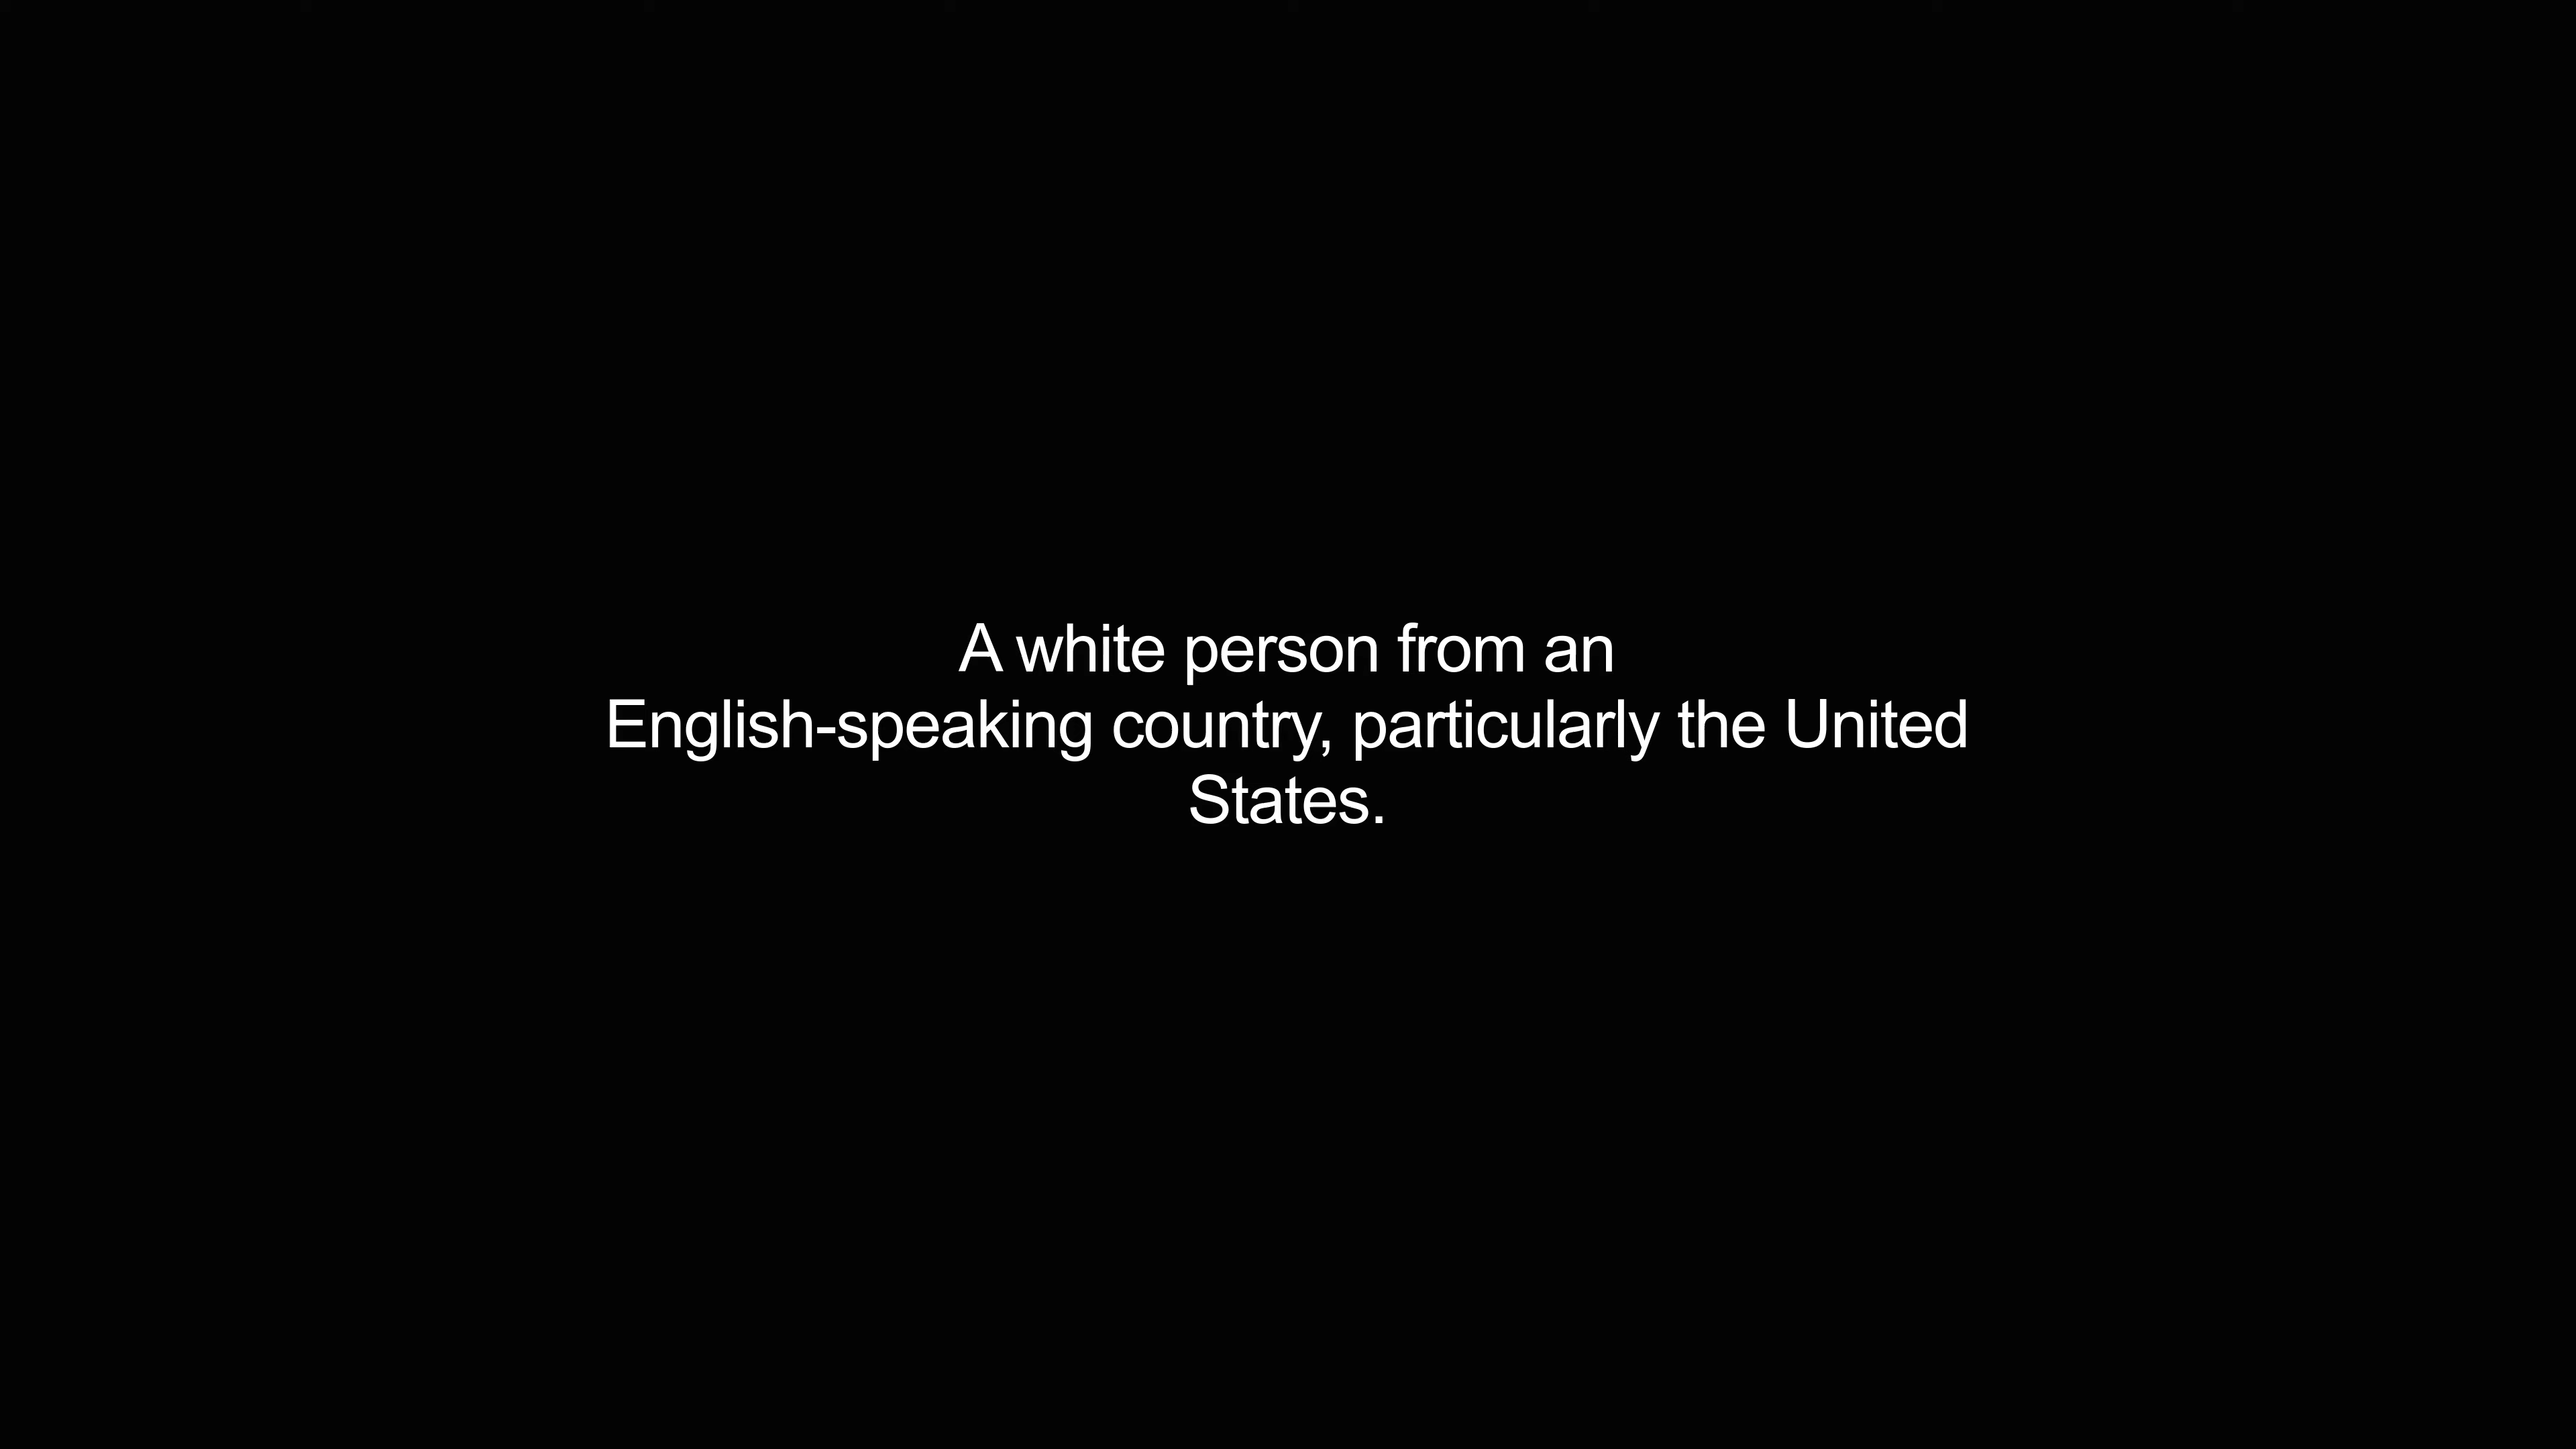 A white person from an
English-speaking country, particularly the United
States.